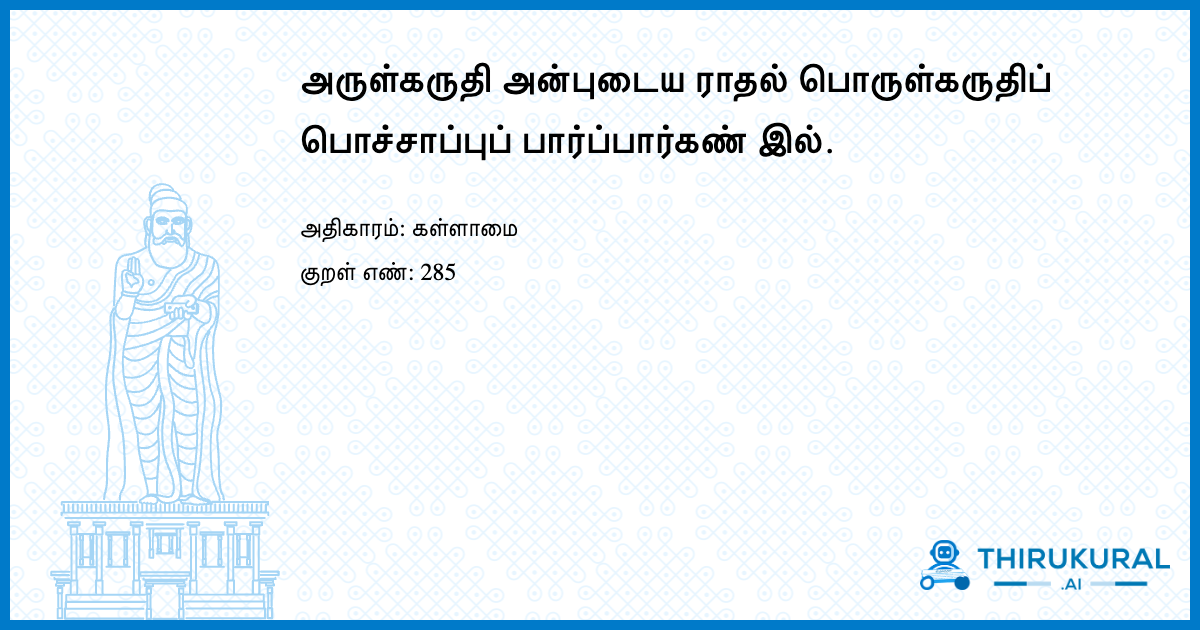 அருள்கருதி அன்புடைய ராதல் பொருள்கருதிப்
பொச்சாப்புப் பார்ப்பார்கண் இல்.
அதிகாரம்: கள்ளாமை
குறள் எண்: 285
THIRUKURAL
.AI